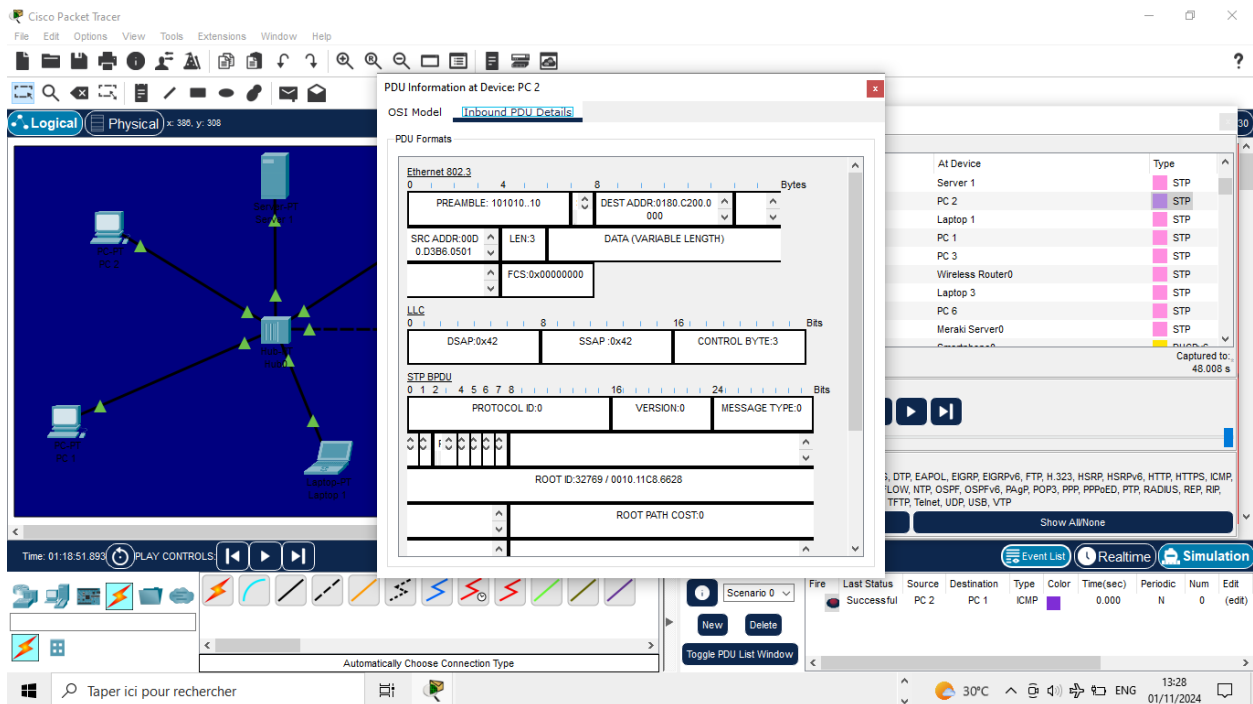 Cisco Packet Tracer
File Edit Options View Tools Extensions Window Help
?
Logical Physical x: 386, y: 308
30
PDU Information at Device: PC 2
x
OSI Model Inbound PDU Details
PDU Formats
Ethernet 802.3
0 4 8 Bytes
PREAMBLE: 101010..10 DEST ADDR:0180.C200.0
000
SRC ADDR:00D
0.D3B6.0501
LEN:3 DATA (VARIABLE LENGTH)
FCS:0x00000000
LLC
0 8 16 Bits
DSAP:0x42 SSAP :0x42 CONTROL BYTE:3
STP BPDU
0 1 2 4 5 6 7 8 16 24 Bits
PROTOCOL ID:0 VERSION:0 MESSAGE TYPE:0
ROOT ID:32769 / 0010.11C8.6628
ROOT PATH COST:0
At Device Type
Server 1 STP
PC 2 STP
Laptop 1 STP
PC 1 STP
PC 3 STP
Wireless Router0 STP
Laptop 3 STP
PC 6 STP
Meraki Server0 STP
Captured to:
48.008 s
, DTP, EAPOL, EIGRP, EIGRPv6, FTP, H.323, HSRP, HSRPv6, HTTP, HTTPS, ICMP,
FLOW, NTP, OSPF, OSPFv6, PAgP, POP3, PPP, PPPoED, PTP, RADIUS, REP, RIP,
TFTP, Telnet, UDP, USB, VTP
Show All/None
Time: 01:18:51.893 PLAY CONTROLS:
Event List Realtime Simulation
Scenario 0
New Delete
Toggle PDU List Window
Fire Last Status Source Destination Type Color Time(sec) Periodic Num Edit
Successful PC 2 PC 1 ICMP 0.000 N 0 (edit)
Automatically Choose Connection Type
Taper ici pour rechercher
30°C ENG
13:28
01/11/2024